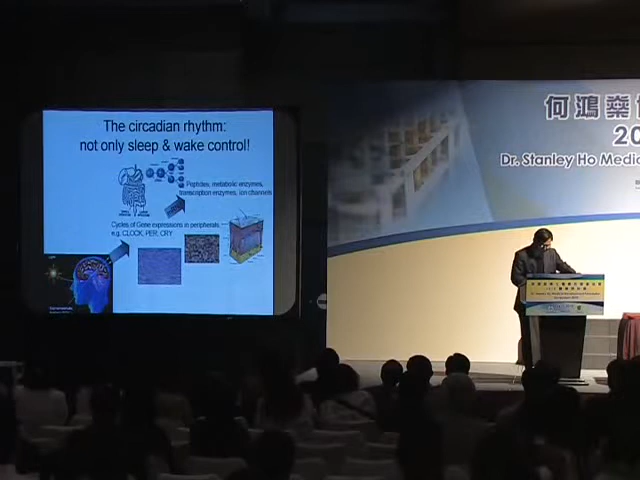 The circadian rhythm:
not only sleep & wake control!
Peptides, metabolic enzymes,
transcription enzymes, ion channels
Cycles of Gene expressions in peripherals
e.g. CLOCK, PER, CRY
何鴻燊
20
Dr. Stanley Ho Medic